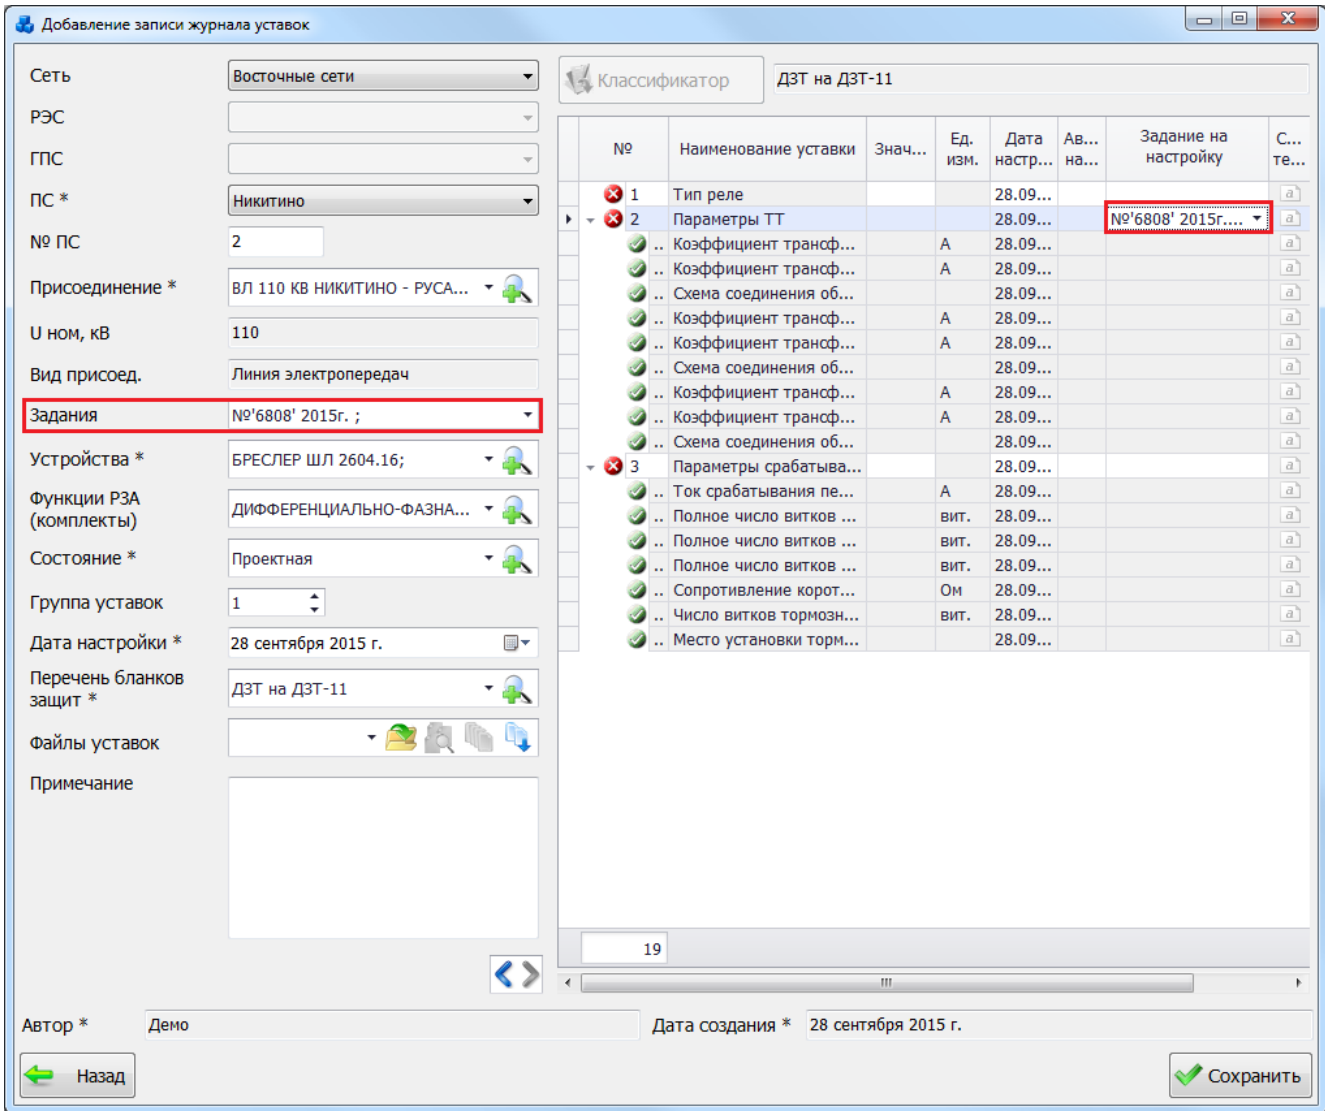 Добавление записи журнала уставок
Сеть
Восточные сети
РЭС
ГПС
ПС *
Никитино
№ ПС
2
Присоединение *
ВЛ 110 КВ НИКИТИНО - РУСА...
U ном, кВ
110
Вид присоед.
Линия электропередач
Задания
№'6808' 2015г. ;
Устройства *
БРЕСЛЕР ШЛ 2604.16;
Функции РЗА
(комплекты)
ДИФФЕРЕНЦИАЛЬНО-ФАЗНА...
Состояние *
Проектная
Группа уставок
1
Дата настройки *
28 сентября 2015 г.
Перечень бланков
защит *
ДЗТ на ДЗТ-11
Файлы уставок
Примечание
Классификатор
ДЗТ на ДЗТ-11
№ Наименование уставки Знач... Ед. изм. Дата настр... Ав... на... Задание на настройку С... те...
1 Тип реле 28.09... a
2 Параметры ТТ 28.09... №'6808' 2015г.... a
.. Коэффициент трансф... А 28.09... a
.. Коэффициент трансф... А 28.09... a
.. Схема соединения об... 28.09... a
.. Коэффициент трансф... А 28.09... a
.. Коэффициент трансф... А 28.09... a
.. Схема соединения об... 28.09... a
.. Коэффициент трансф... А 28.09... a
.. Коэффициент трансф... А 28.09... a
.. Схема соединения об... 28.09... a
3 Параметры срабатыва... 28.09... a
.. Ток срабатывания пе... А 28.09... a
.. Полное число витков ... вит. 28.09... a
.. Полное число витков ... вит. 28.09... a
.. Полное число витков ... вит. 28.09... a
.. Сопротивление корот... Ом 28.09... a
.. Число витков тормозн... вит. 28.09... a
.. Место установки торм... 28.09... a
19
Автор *
Демо
Дата создания *
28 сентября 2015 г.
Назад
Сохранить